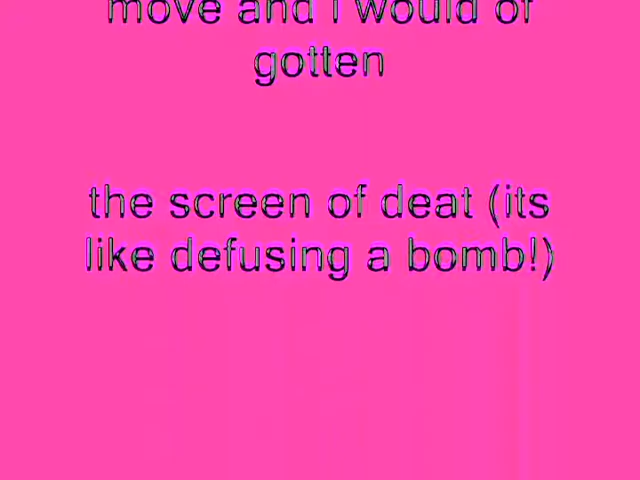 move and I would of
gotten
the screen of deat (its
like defusing a bomb!)